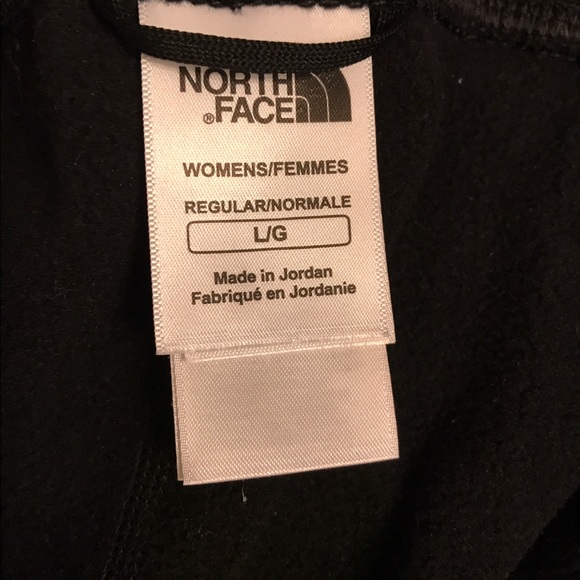 NORTH
®FACE
WOMENS/FEMMES
REGULAR/NORMALE
L/G
Made in Jordan
Fabriqué en Jordanie